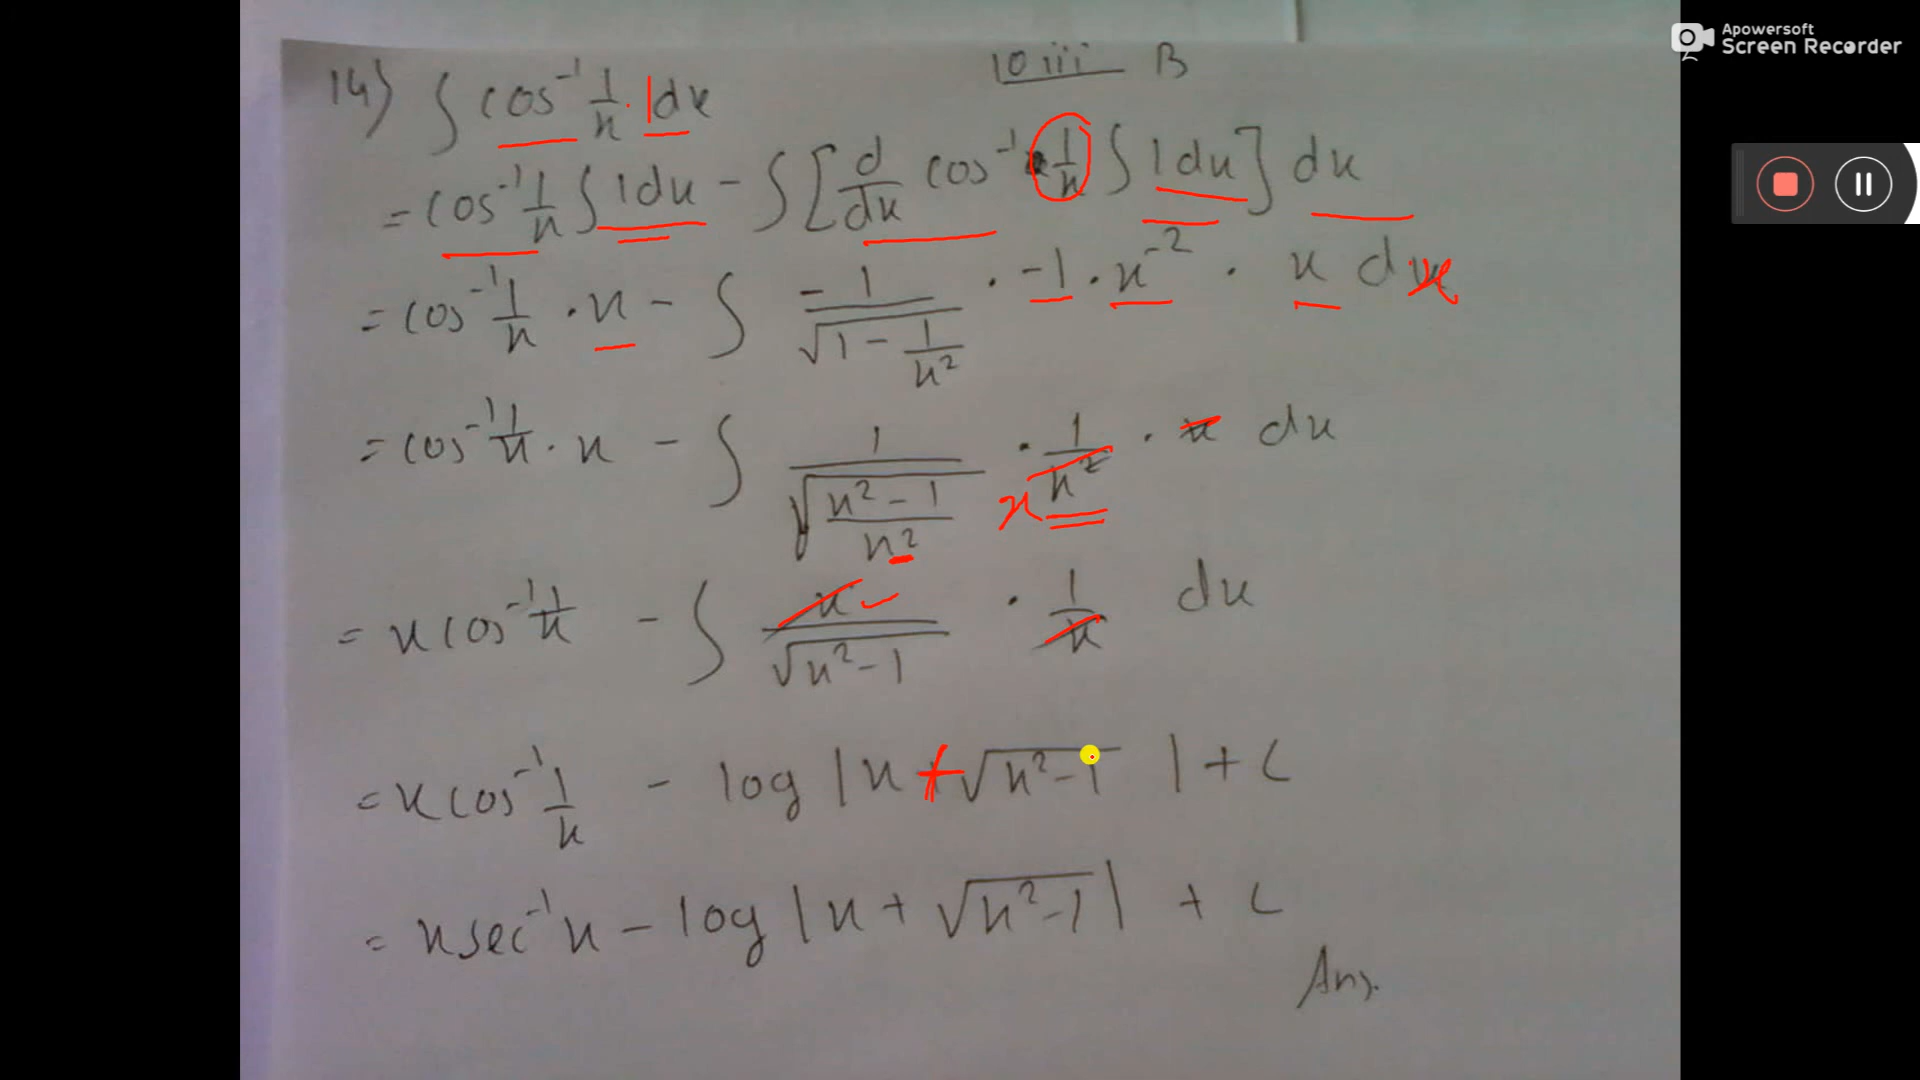 Apowersoft
Screen Recorder
10 iii B
14) ∫ cos⁻¹ 1/x · 1dx
= cos⁻¹ 1/x ∫ 1dx - ∫ [ d/dx cos⁻¹ 1/x ∫ 1dx ] dx
= cos⁻¹ 1/x · x - ∫ -1/√(1 - 1/x²) · -1 · x⁻² · x dx
= cos⁻¹ 1/x · x - ∫ 1/√((x² - 1)/x²) · 1/x² · x dx
x
= x cos⁻¹ 1/x - ∫ x/√(x² - 1) · 1/x dx
= x cos⁻¹ 1/x - log |x + √(x² - 1) | + c
= x sec⁻¹ x - log |x + √(x² - 1)| + c
Ans.